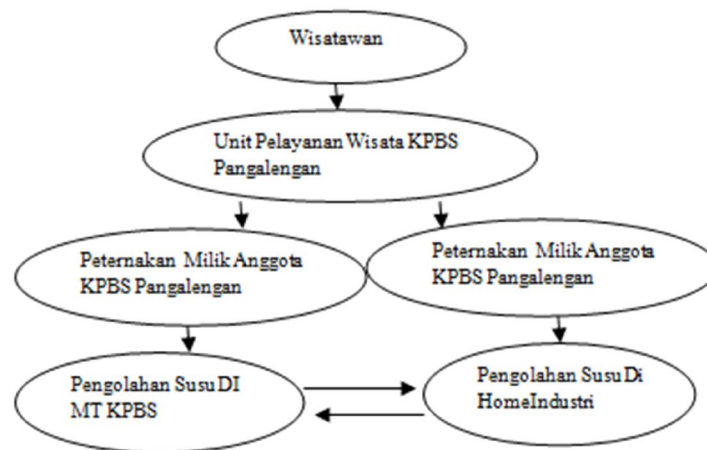 Wisatawan
Unit Pelayanan Wisata KPBS
Pangalengan
Peternakan Milik Anggota
KPBS Pangalengan
Peternakan Milik Anggota
KPBS Pangalengan
Pengolahan Susu DI
MT KPBS
Pengolahan Susu Di
HomeIndustri